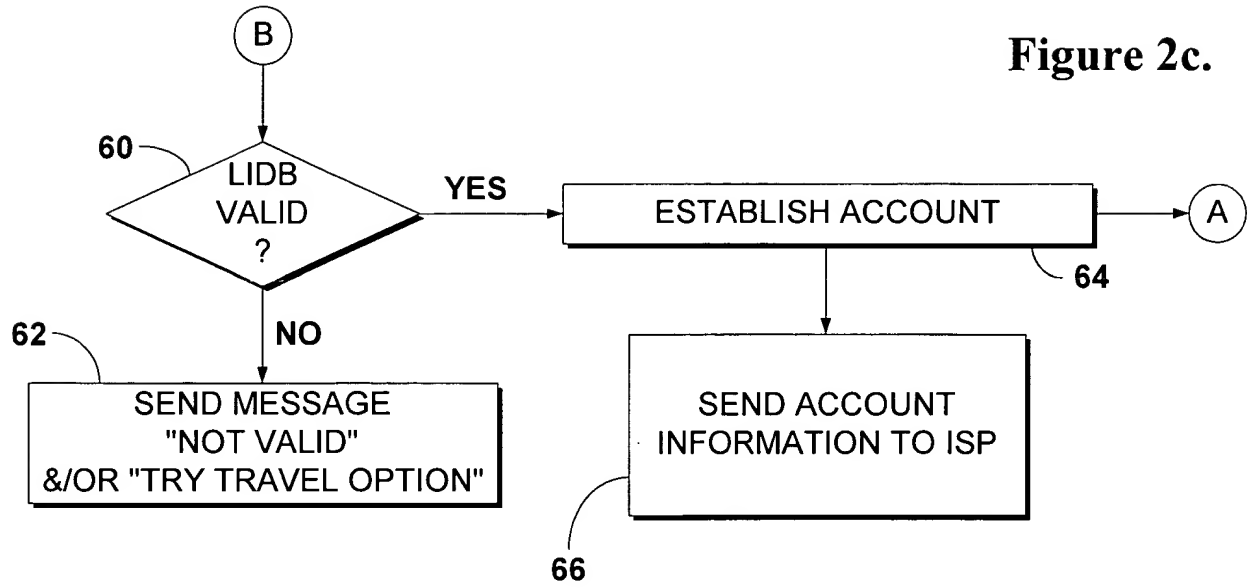 B
Figure 2c.
60
LIDB
VALID
?
YES
ESTABLISH ACCOUNT
A
64
62
NO
SEND MESSAGE
"NOT VALID"
&/OR "TRY TRAVEL OPTION"
SEND ACCOUNT
INFORMATION TO ISP
66